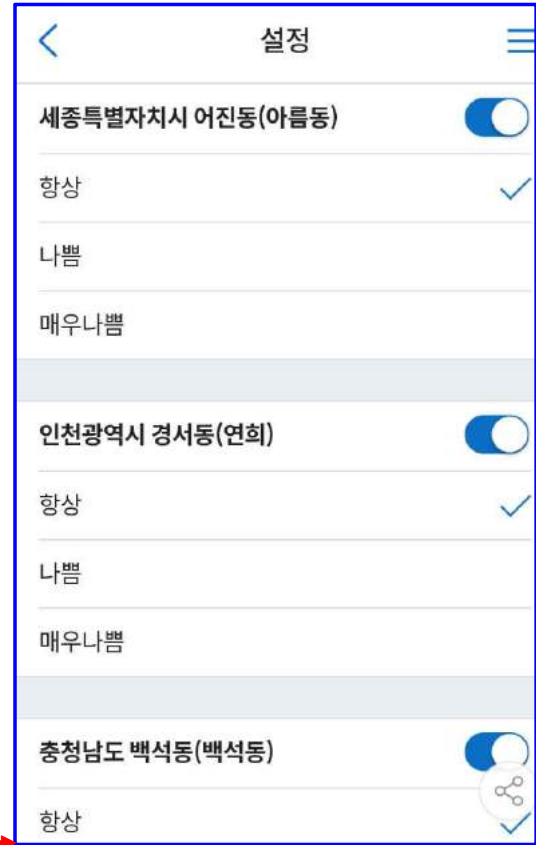 설정
세종특별자치시 어진동(아름동)
항상
나쁨
매우나쁨
인천광역시 경서동(연희)
항상
나쁨
매우나쁨
충청남도 백석동(백석동)
항상